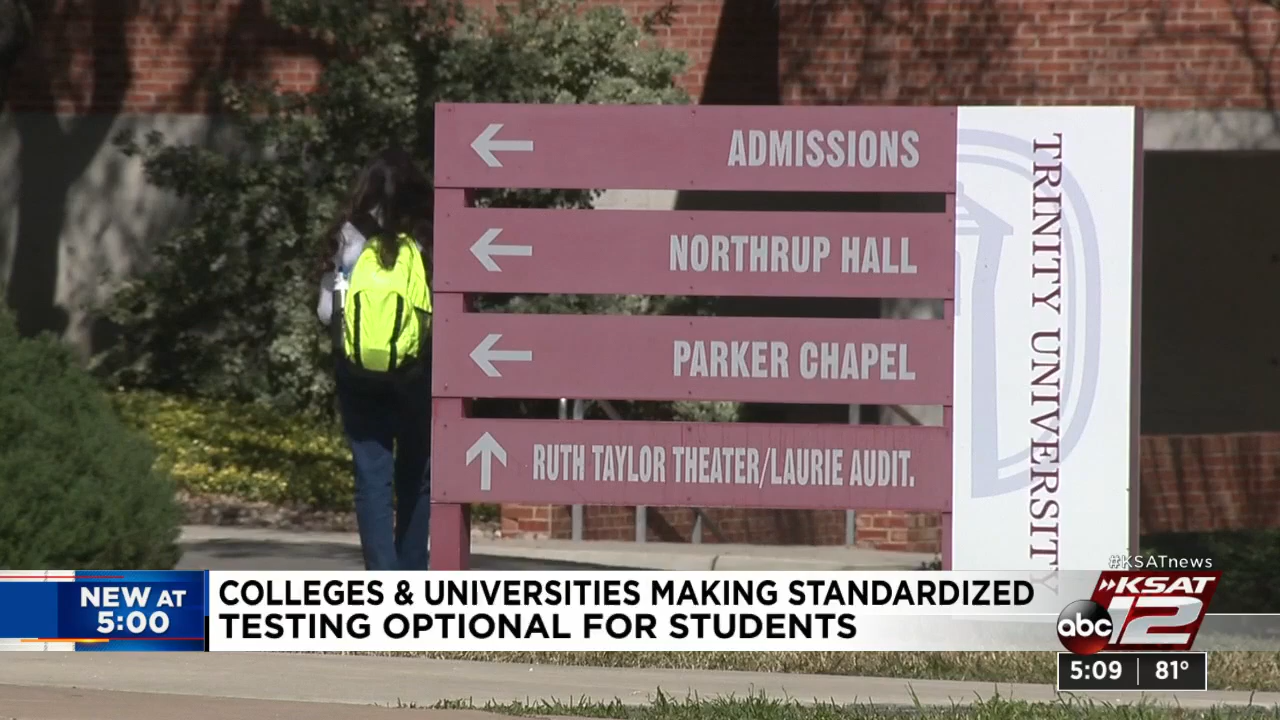 ADMISSIONS
NORTHRUP HALL
PARKER CHAPEL
RUTH TAYLOR THEATER/LAURIE AUDIT.
TRINITY UNIVERSITY
#KSATnews
NEW AT
5:00
COLLEGES & UNIVERSITIES MAKING STANDARDIZED
TESTING OPTIONAL FOR STUDENTS
KSAT
abc 12
5:09 81°